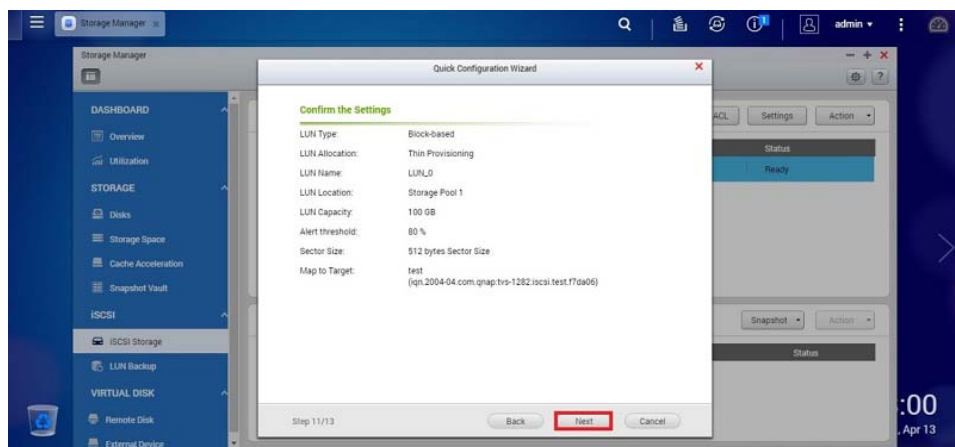 Storage Manager
1
admin
Storage Manager
?
DASHBOARD
Overview
Utilization
STORAGE
Disks
Storage Space
Cache Acceleration
Snapshot Vault
iSCSI
iSCSI Storage
LUN Backup
VIRTUAL DISK
Remote Disk
External Device
Quick Configuration Wizard
Confirm the Settings
LUN Type: Block-based
LUN Allocation: Thin Provisioning
LUN Name: LUN_0
LUN Location: Storage Pool 1
LUN Capacity: 100 GB
Alert threshold: 80 %
Sector Size: 512 bytes Sector Size
Map to Target: test
(iqn.2004-04.com.qnap:tvs-1282:iscsi.test.f7da06)
Step 11/13 Back Next Cancel
ACL Settings Action
Status
Ready
Snapshot Action
Status
:00
, Apr 13